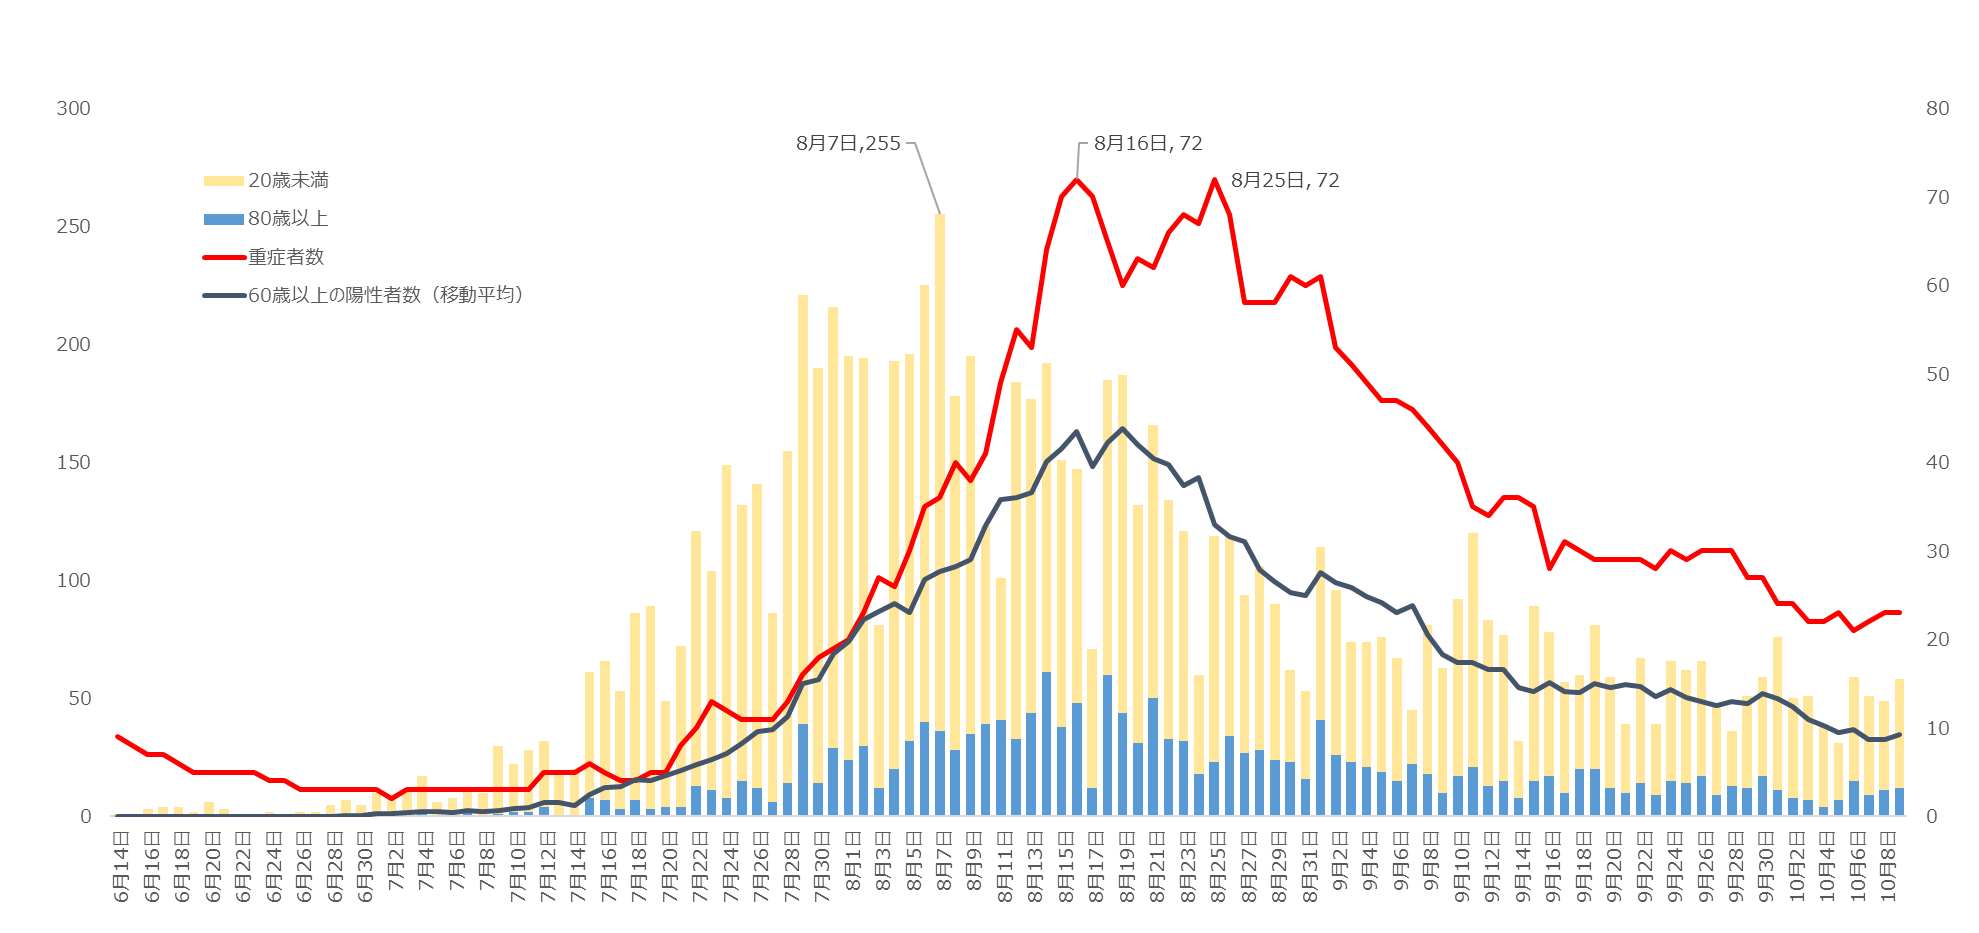 300
250
200
150
100
50
0
80
70
60
50
40
30
20
10
0
8月7日,255
8月16日, 72
8月25日, 72
20歳未満
80歳以上
重症者数
60歳以上の陽性者数（移動平均）
6月14日
6月16日
6月18日
6月20日
6月22日
6月24日
6月26日
6月28日
6月30日
7月2日
7月4日
7月6日
7月8日
7月10日
7月12日
7月14日
7月16日
7月18日
7月20日
7月22日
7月24日
7月26日
7月28日
7月30日
8月1日
8月3日
8月5日
8月7日
8月9日
8月11日
8月13日
8月15日
8月17日
8月19日
8月21日
8月23日
8月25日
8月27日
8月29日
8月31日
9月2日
9月4日
9月6日
9月8日
9月10日
9月12日
9月14日
9月16日
9月18日
9月20日
9月22日
9月24日
9月26日
9月28日
9月30日
10月2日
10月4日
10月6日
10月8日